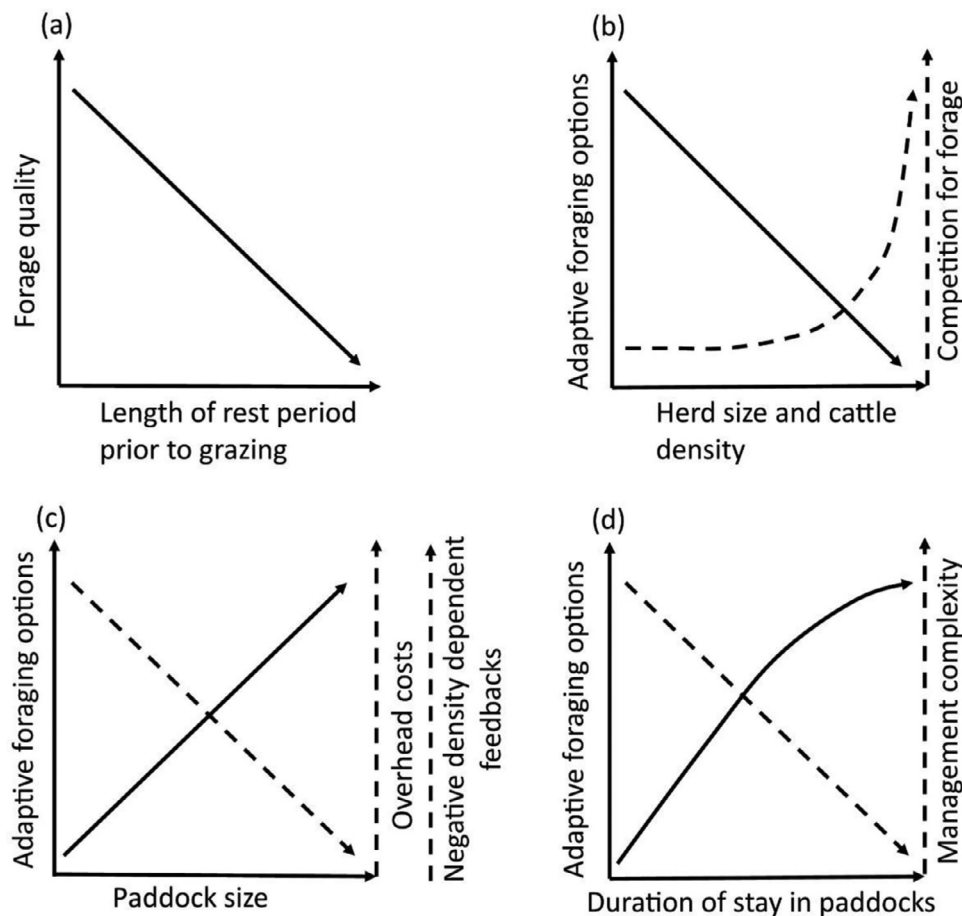 (a)
Forage quality
Length of rest period
prior to grazing
(b)
Adaptive foraging options
Competition for forage
Herd size and cattle
density
(c)
Adaptive foraging options
Overhead costs
Negative density dependent
feedbacks
Paddock size
(d)
Adaptive foraging options
Management complexity
Duration of stay in paddocks